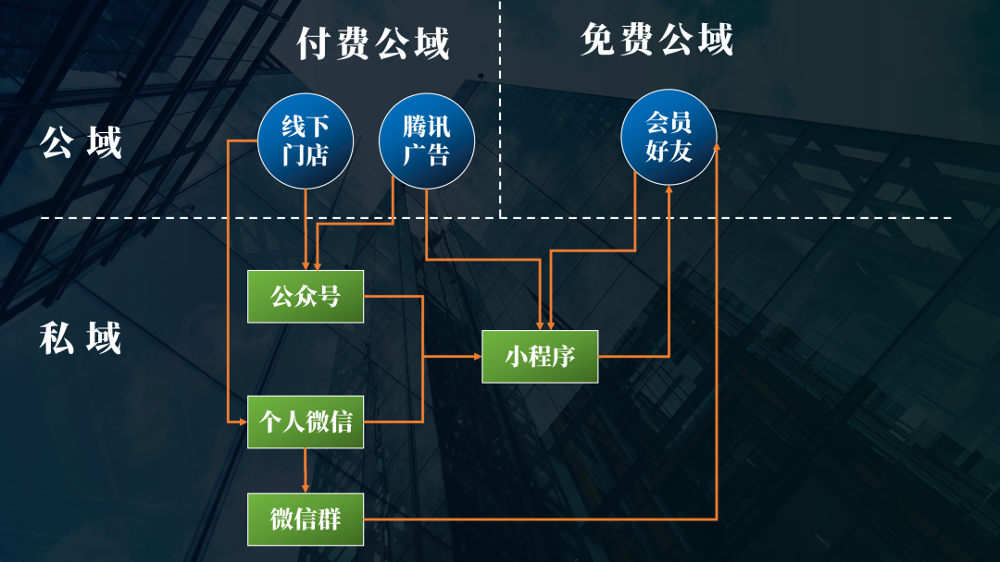 付费公域
免费公域
公域
线下
门店
腾讯
广告
会员
好友
私域
公众号
小程序
个人微信
微信群